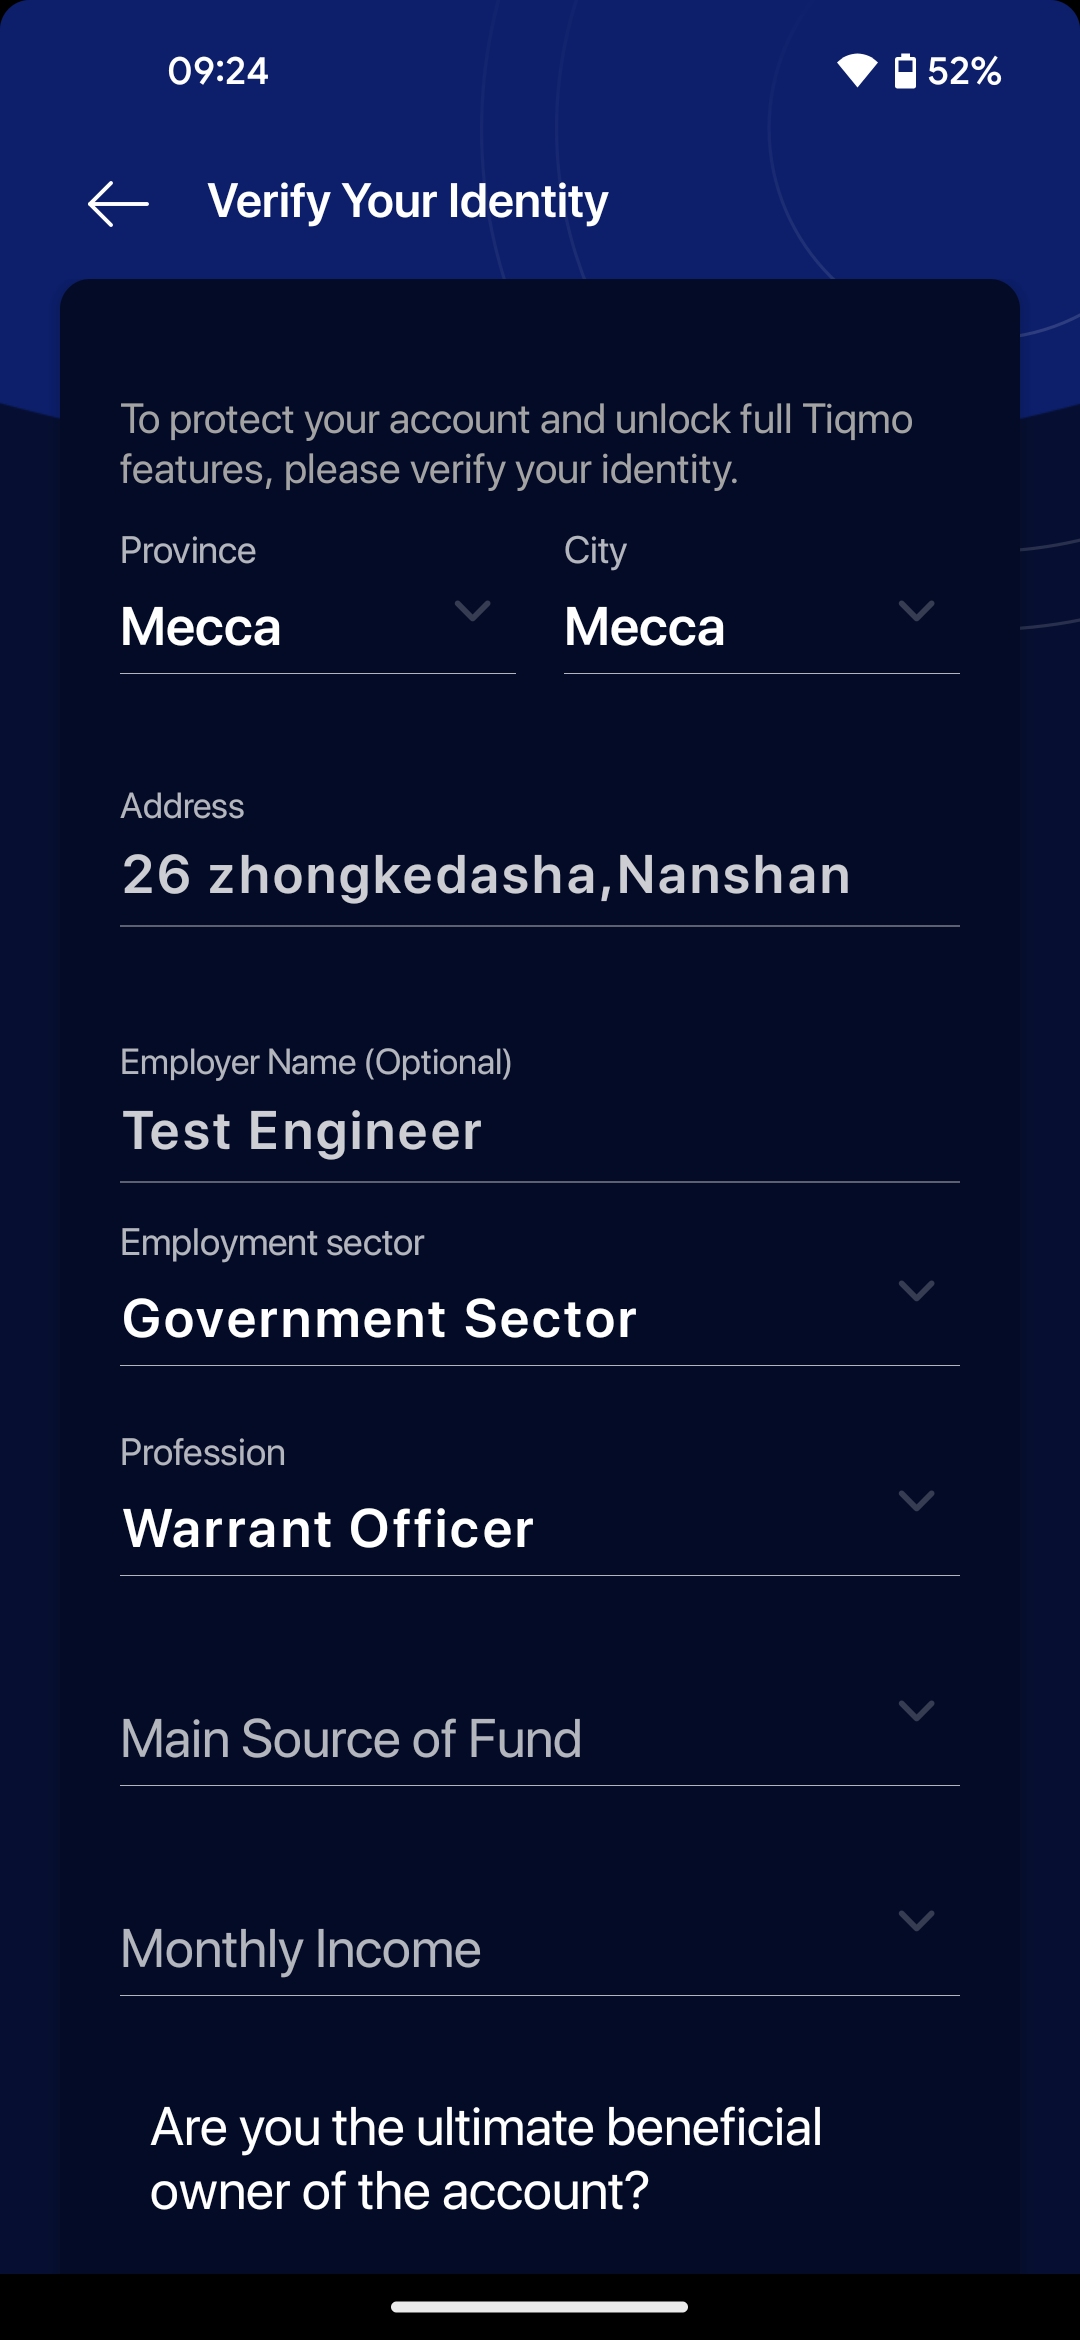 09:24
52%
Verify Your Identity
To protect your account and unlock full Tiqmo
features, please verify your identity.
Province
City
Mecca
Mecca
Address
26 zhongkedasha,Nanshan
Employer Name (Optional)
Test Engineer
Employment sector
Government Sector
Profession
Warrant Officer
Main Source of Fund
Monthly Income
Are you the ultimate beneficial
owner of the account?